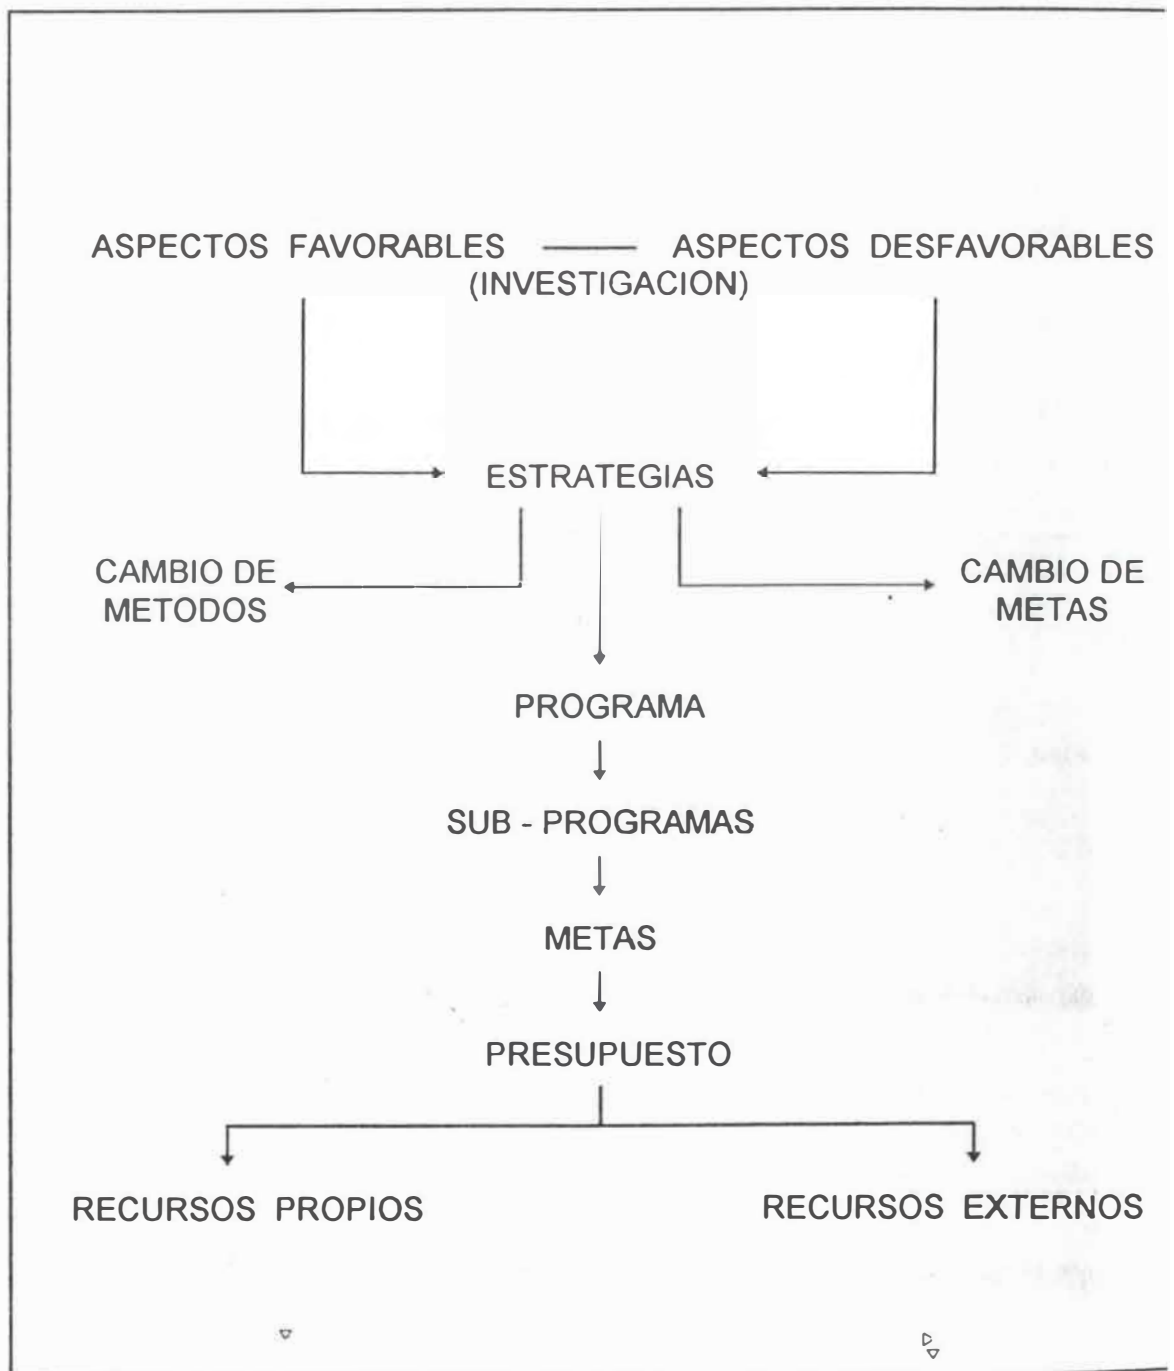 ASPECTOS FAVORABLES ASPECTOS DESFAVORABLES
(INVESTIGACION)
ESTRATEGIAS
CAMBIO DE
METODOS
CAMBIO DE
METAS
PROGRAMA
SUB - PROGRAMAS
METAS
PRESUPUESTO
RECURSOS PROPIOS
RECURSOS EXTERNOS